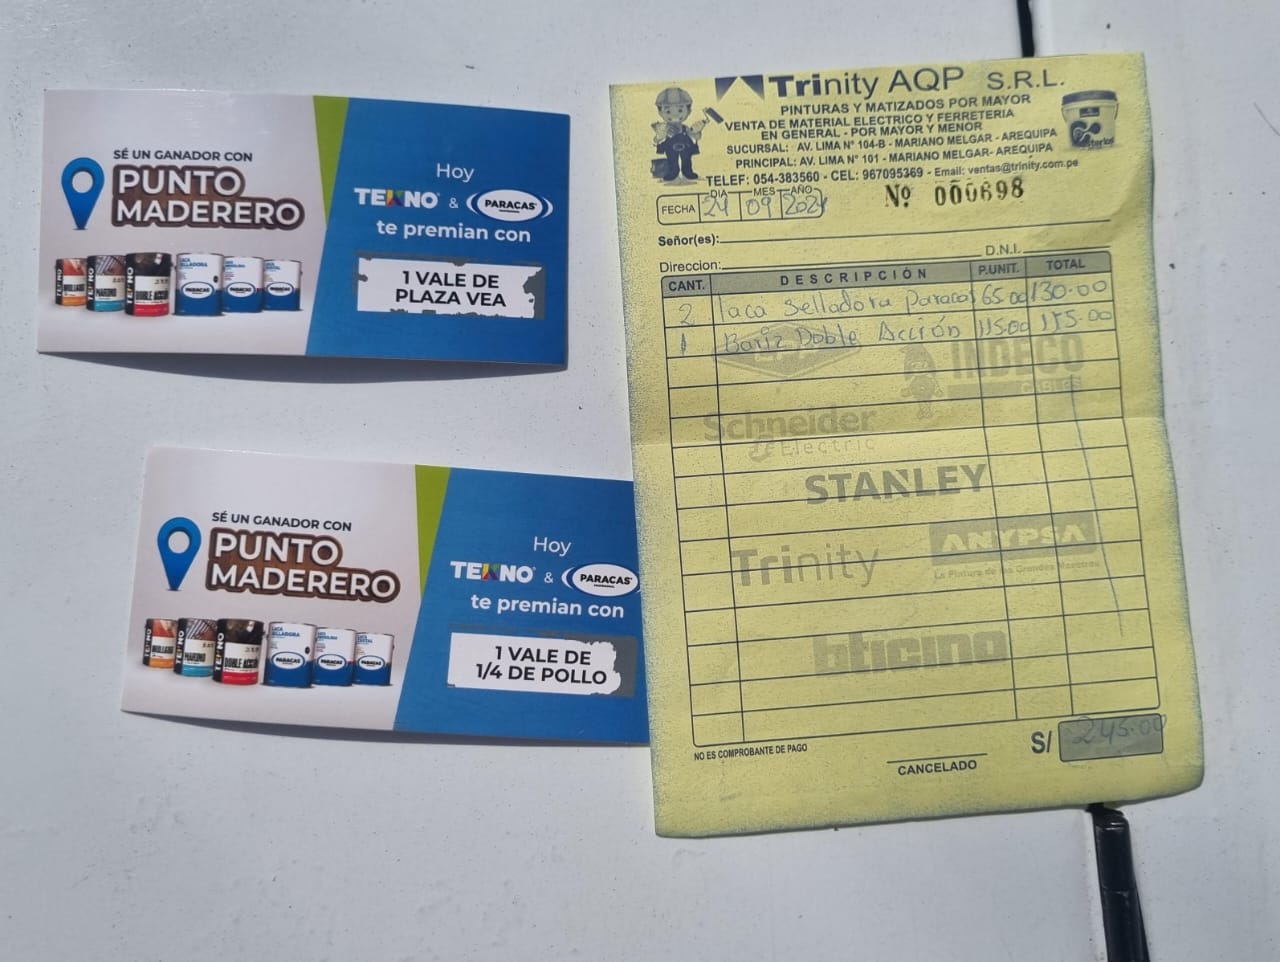 SÉ UN GANADOR CON
PUNTO
MADERERO
Hoy
TEKNO & PARACAS
te premian con
1 VALE DE
PLAZA VEA
SÉ UN GANADOR CON
PUNTO
MADERERO
Hoy
TEKNO & PARACAS
te premian con
1 VALE DE
1/4 DE POLLO
Trinity AQP S.R.L.
PINTURAS Y MATIZADOS POR MAYOR
VENTA DE MATERIAL ELECTRICO Y FERRETERIA
EN GENERAL - POR MAYOR Y MENOR
SUCURSAL: AV. LIMA N° 104-B - MARIANO MELGAR - AREQUIPA
PRINCIPAL: AV. LIMA N° 101 - MARIANO MELGAR- AREQUIPA
TELEF: 054-383560 - CEL: 967095369 - Email: ventas@trinity.com.pe
DIA MES AÑO
FECHA 24 09 2024
Nº 000698
Señor(es):
D.N.I.
Direccion:
CANT. DESCRIPCIÓN P.UNIT. TOTAL
2 laca Selladora Paracas 65.00 130.00
1 Barniz Doble Acción 115.00 115.00
INDECO
CABLES
Schneider
Electric
STANLEY
ANYPSA
La Pintura de los Grandes Maestros
Trinity
bticino
S/ 245.00
NO ES COMPROBANTE DE PAGO
CANCELADO